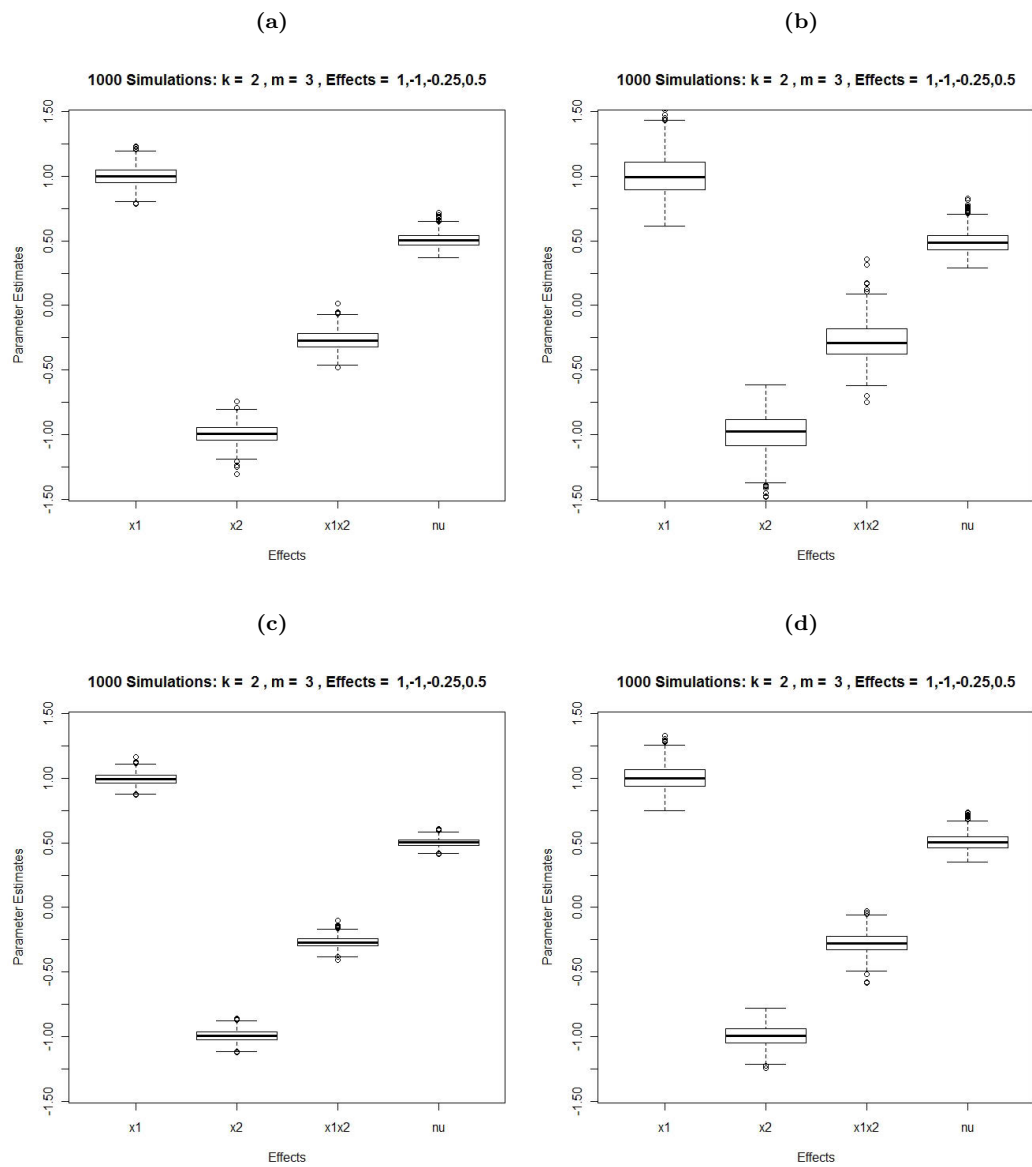 (a)
1000 Simulations: k = 2 , m = 3 , Effects = 1,-1,-0.25,0.5
1.50
1.00
0.50
0.00
-0.50
-1.00
-1.50
Parameter Estimates
x1 x2 x1x2 nu
Effects
(b)
1000 Simulations: k = 2 , m = 3 , Effects = 1,-1,-0.25,0.5
1.50
1.00
0.50
0.00
-0.50
-1.00
-1.50
Parameter Estimates
x1 x2 x1x2 nu
Effects
(c)
1000 Simulations: k = 2 , m = 3 , Effects = 1,-1,-0.25,0.5
1.50
1.00
0.50
0.00
-0.50
-1.00
-1.50
Parameter Estimates
x1 x2 x1x2 nu
Effects
(d)
1000 Simulations: k = 2 , m = 3 , Effects = 1,-1,-0.25,0.5
1.50
1.00
0.50
0.00
-0.50
-1.00
-1.50
Parameter Estimates
x1 x2 x1x2 nu
Effects